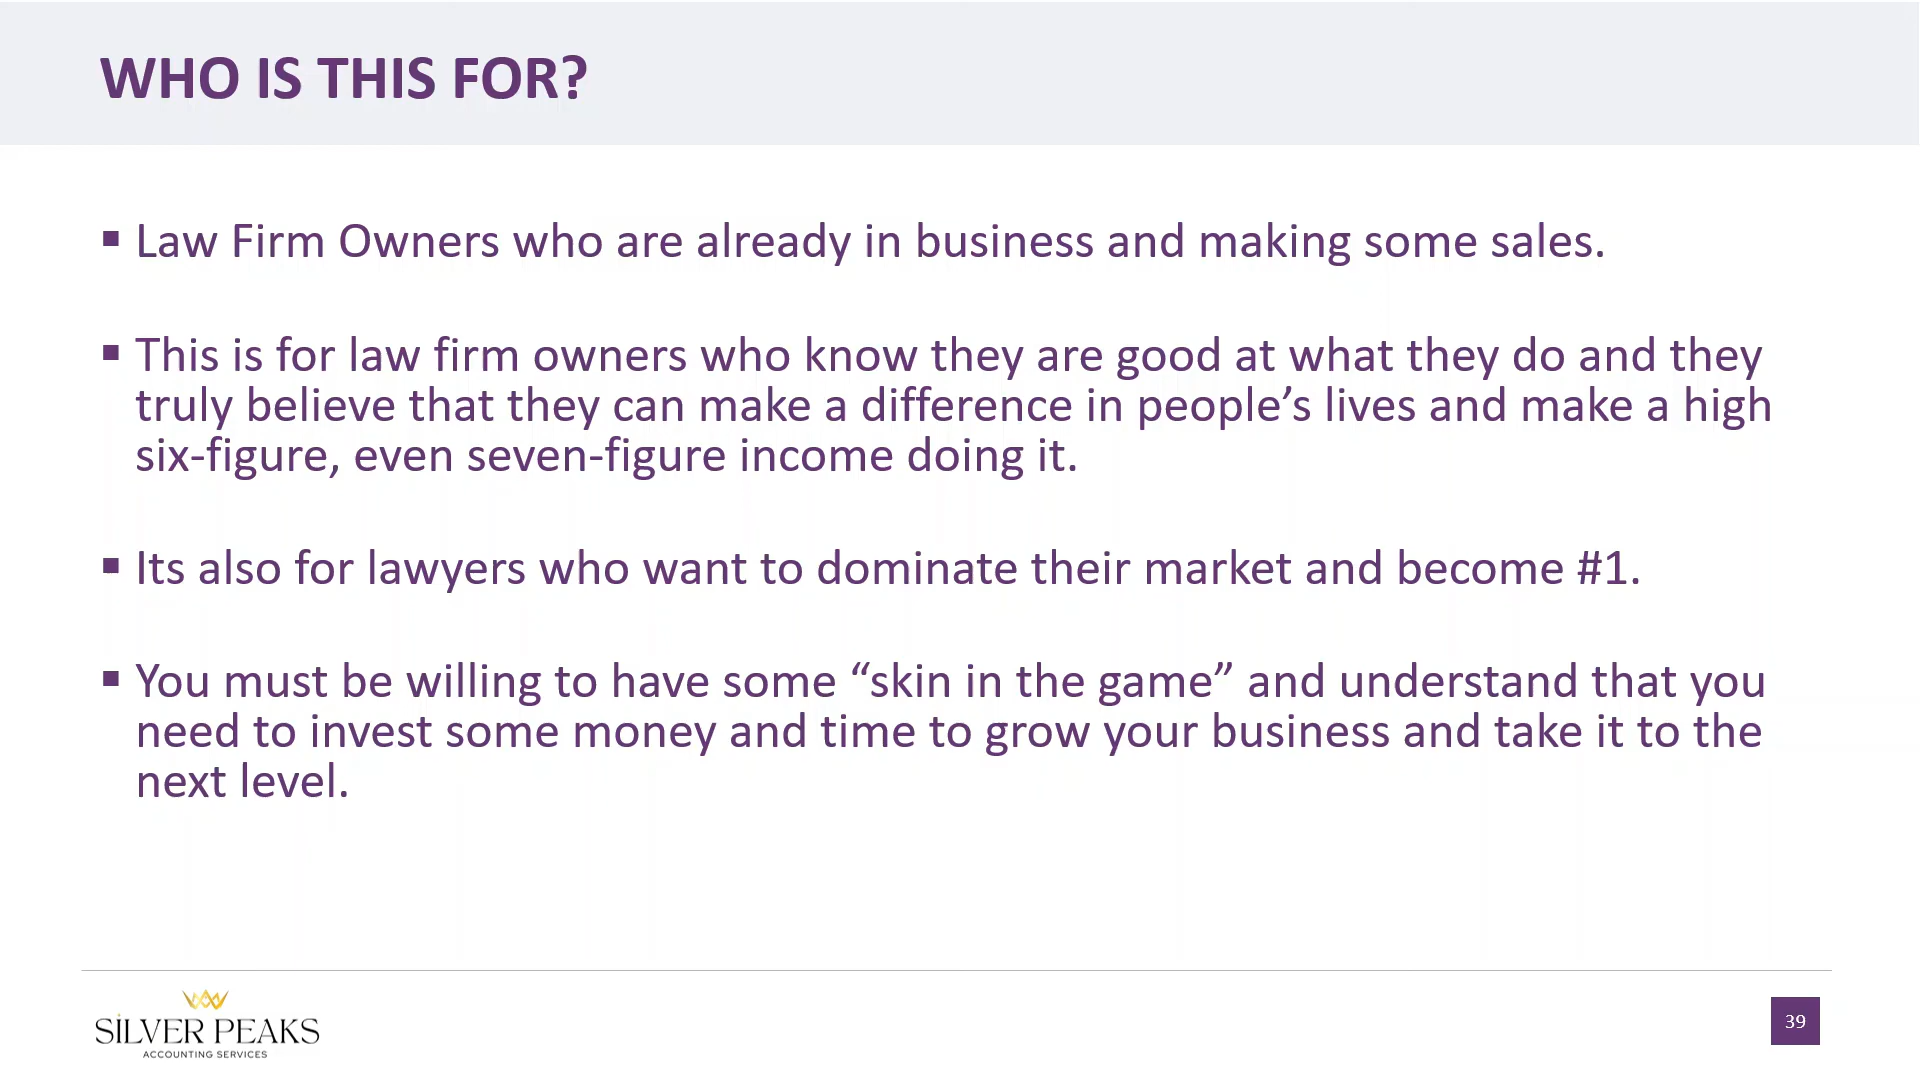 WHO IS THIS FOR?
▪ Law Firm Owners who are already in business and making some sales.
▪ This is for law firm owners who know they are good at what they do and they
truly believe that they can make a difference in people’s lives and make a high
six-figure, even seven-figure income doing it.
▪ Its also for lawyers who want to dominate their market and become #1.
▪ You must be willing to have some “skin in the game” and understand that you
need to invest some money and time to grow your business and take it to the
next level.
SILVER PEAKS
ACCOUNTING SERVICES
39